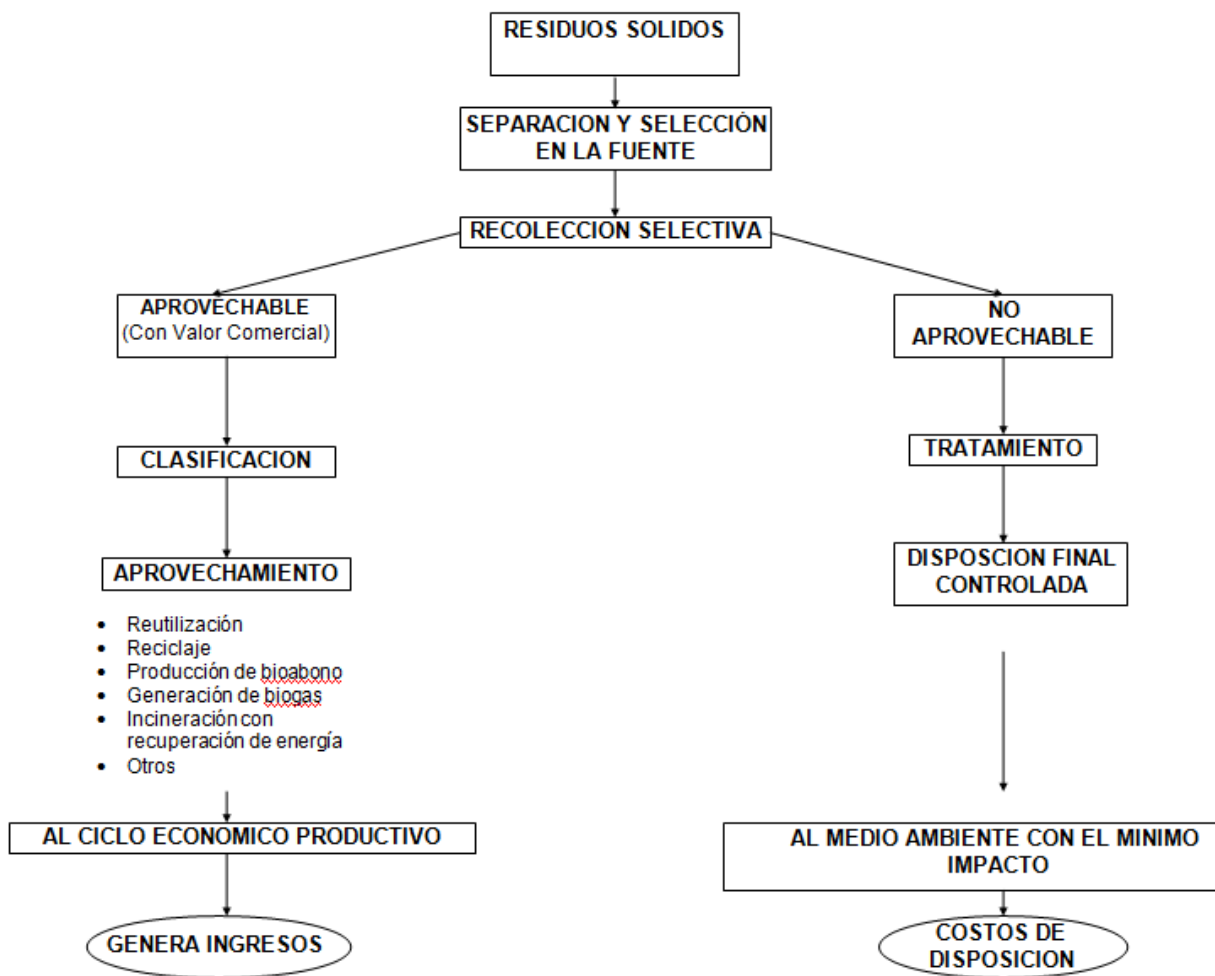 RESIDUOS SOLIDOS
SEPARACION Y SELECCIÓN
EN LA FUENTE
RECOLECCION SELECTIVA
APROVECHABLE
(Con Valor Comercial)
NO
APROVECHABLE
CLASIFICACION
TRATAMIENTO
APROVECHAMIENTO
DISPOSCION FINAL
CONTROLADA
• Reutilización
• Reciclaje
• Producción de bioabono
• Generación de biogas
• Incineración con
recuperación de energía
• Otros
AL CICLO ECONOMICO PRODUCTIVO
AL MEDIO AMBIENTE CON EL MINIMO
IMPACTO
GENERA INGRESOS
COSTOS DE
DISPOSICION